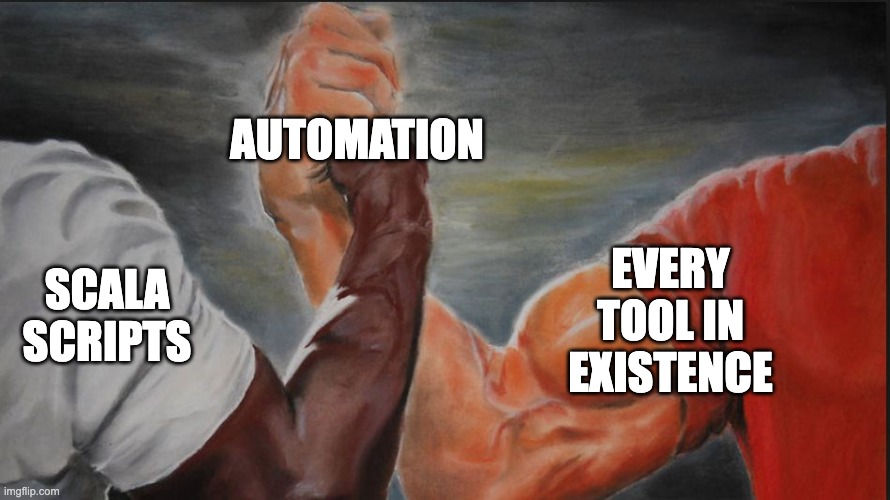 AUTOMATION
SCALA
SCRIPTS
EVERY
TOOL IN
EXISTENCE
imgflip.com